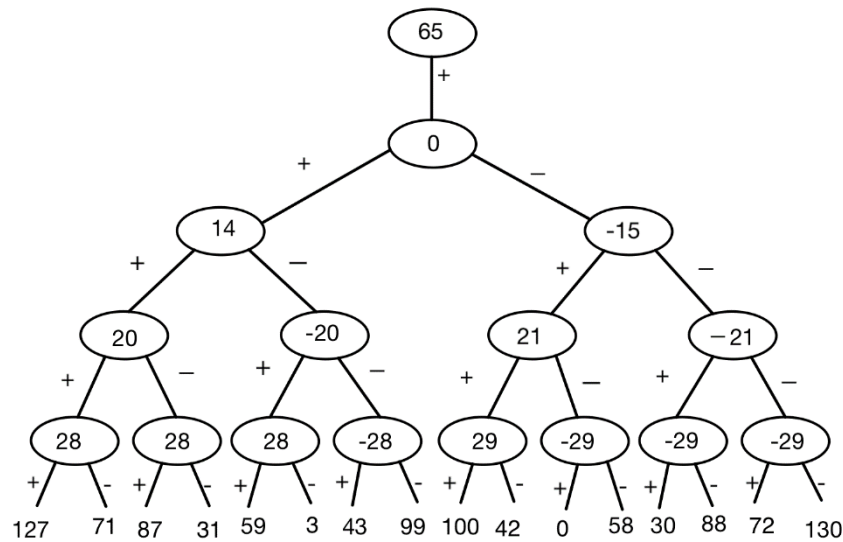 65
+
0
+ −
14 -15
+ − + −
20 -20 21 −21
+ − + − + − + −
28 28 28 -28 29 -29 -29 -29
+ - + - + - + - + - + - + - + -
127 71 87 31 59 3 43 99 100 42 0 58 30 88 72 130